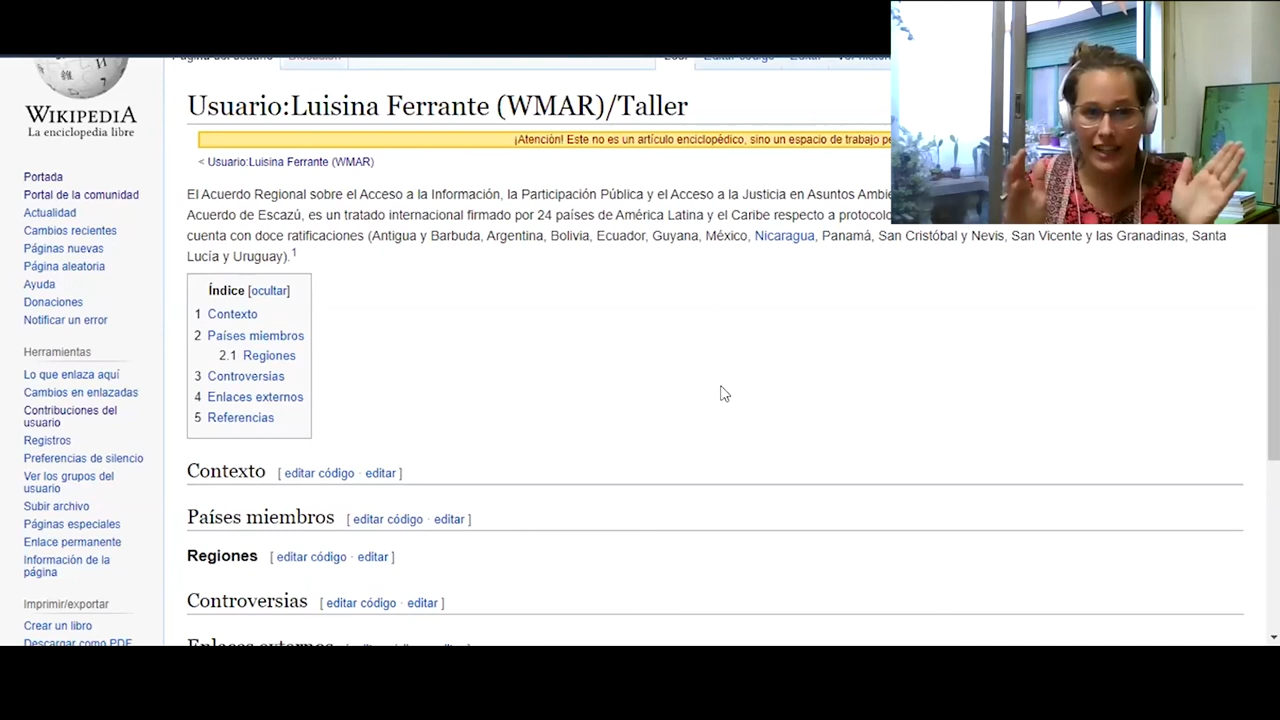 Usuario:Luisina Ferrante (WMAR)/Taller
¡Atención! Este no es un artículo enciclopédico, sino un espacio de trabajo
< Usuario:Luisina Ferrante (WMAR)
El Acuerdo Regional sobre el Acceso a la Información, la Participación Pública y el Acceso a la Justicia en Asuntos
Acuerdo de Escazú, es un tratado internacional firmado por 24 países de América Latina y el Caribe respecto a
cuenta con doce ratificaciones (Antigua y Barbuda, Argentina, Bolivia, Ecuador, Guyana, México, Nicaragua, Panamá, San Cristóbal y Nevis, San Vicente y las Granadinas, Santa
Lucía y Uruguay).1
Índice [ocultar]
1 Contexto
2 Países miembros
2.1 Regiones
3 Controversias
4 Enlaces externos
5 Referencias
Contexto [ editar código · editar ]
Países miembros [ editar código · editar ]
Regiones [ editar código · editar ]
Controversias [ editar código · editar ]
Enlaces externos
WIKIPEDIA
La enciclopedia libre
Portada
Portal de la comunidad
Actualidad
Cambios recientes
Páginas nuevas
Página aleatoria
Ayuda
Donaciones
Notificar un error
Herramientas
Lo que enlaza aquí
Cambios en enlazadas
Contribuciones del
usuario
Registros
Preferencias de silencio
Ver los grupos del
usuario
Subir archivo
Páginas especiales
Enlace permanente
Información de la
página
Imprimir/exportar
Crear un libro
Descargar como PDF